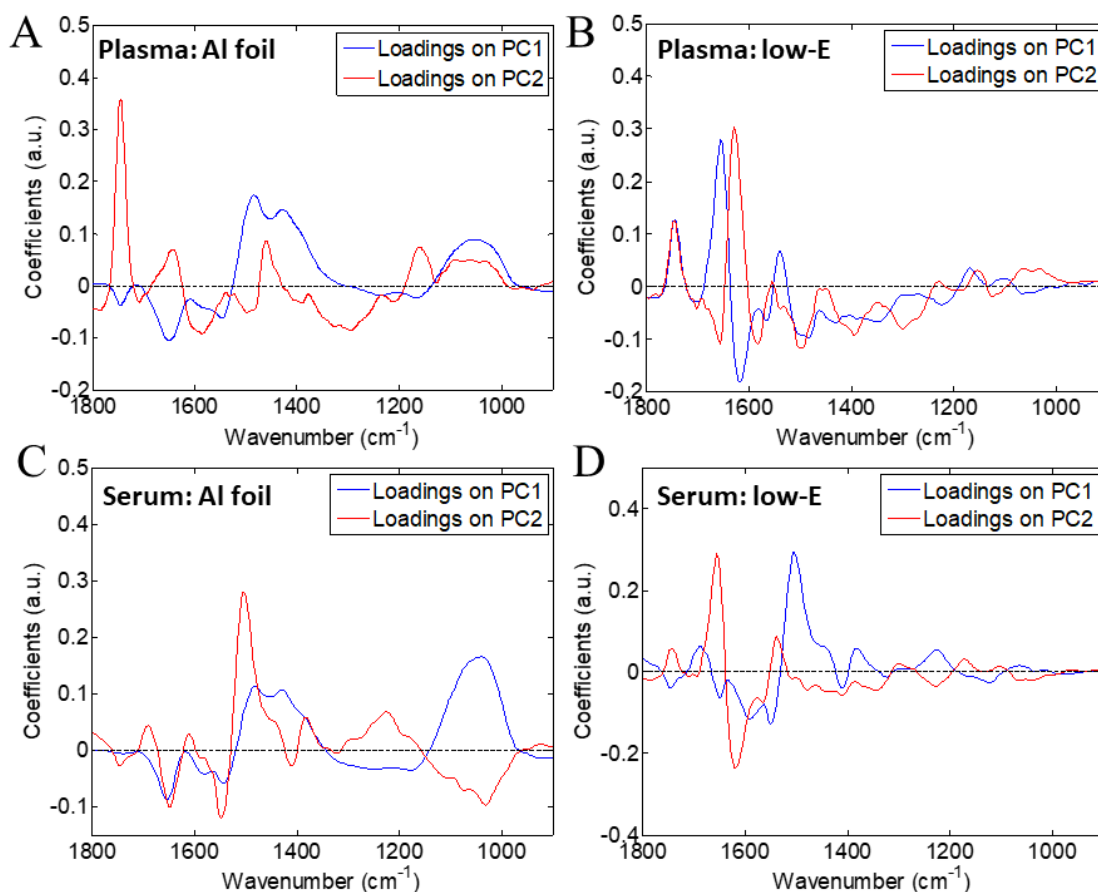 A
Plasma: Al foil
Loadings on PC1
Loadings on PC2
0.5
0.4
0.3
0.2
0.1
0
-0.1
-0.2
Coefficients (a.u.)
1800
1600
1400
1200
1000
Wavenumber (cm-1)
B
Plasma: low-E
Loadings on PC1
Loadings on PC2
0.5
0.4
0.3
0.2
0.1
0
-0.1
-0.2
Coefficients (a.u.)
1800
1600
1400
1200
1000
Wavenumber (cm-1)
C
Serum: Al foil
Loadings on PC1
Loadings on PC2
0.5
0.4
0.3
0.2
0.1
0
-0.1
Coefficients (a.u.)
1800
1600
1400
1200
1000
Wavenumber (cm-1)
D
Serum: low-E
Loadings on PC1
Loadings on PC2
0.4
0.2
0
-0.2
-0.4
Coefficients (a.u.)
1800
1600
1400
1200
1000
Wavenumber (cm-1)